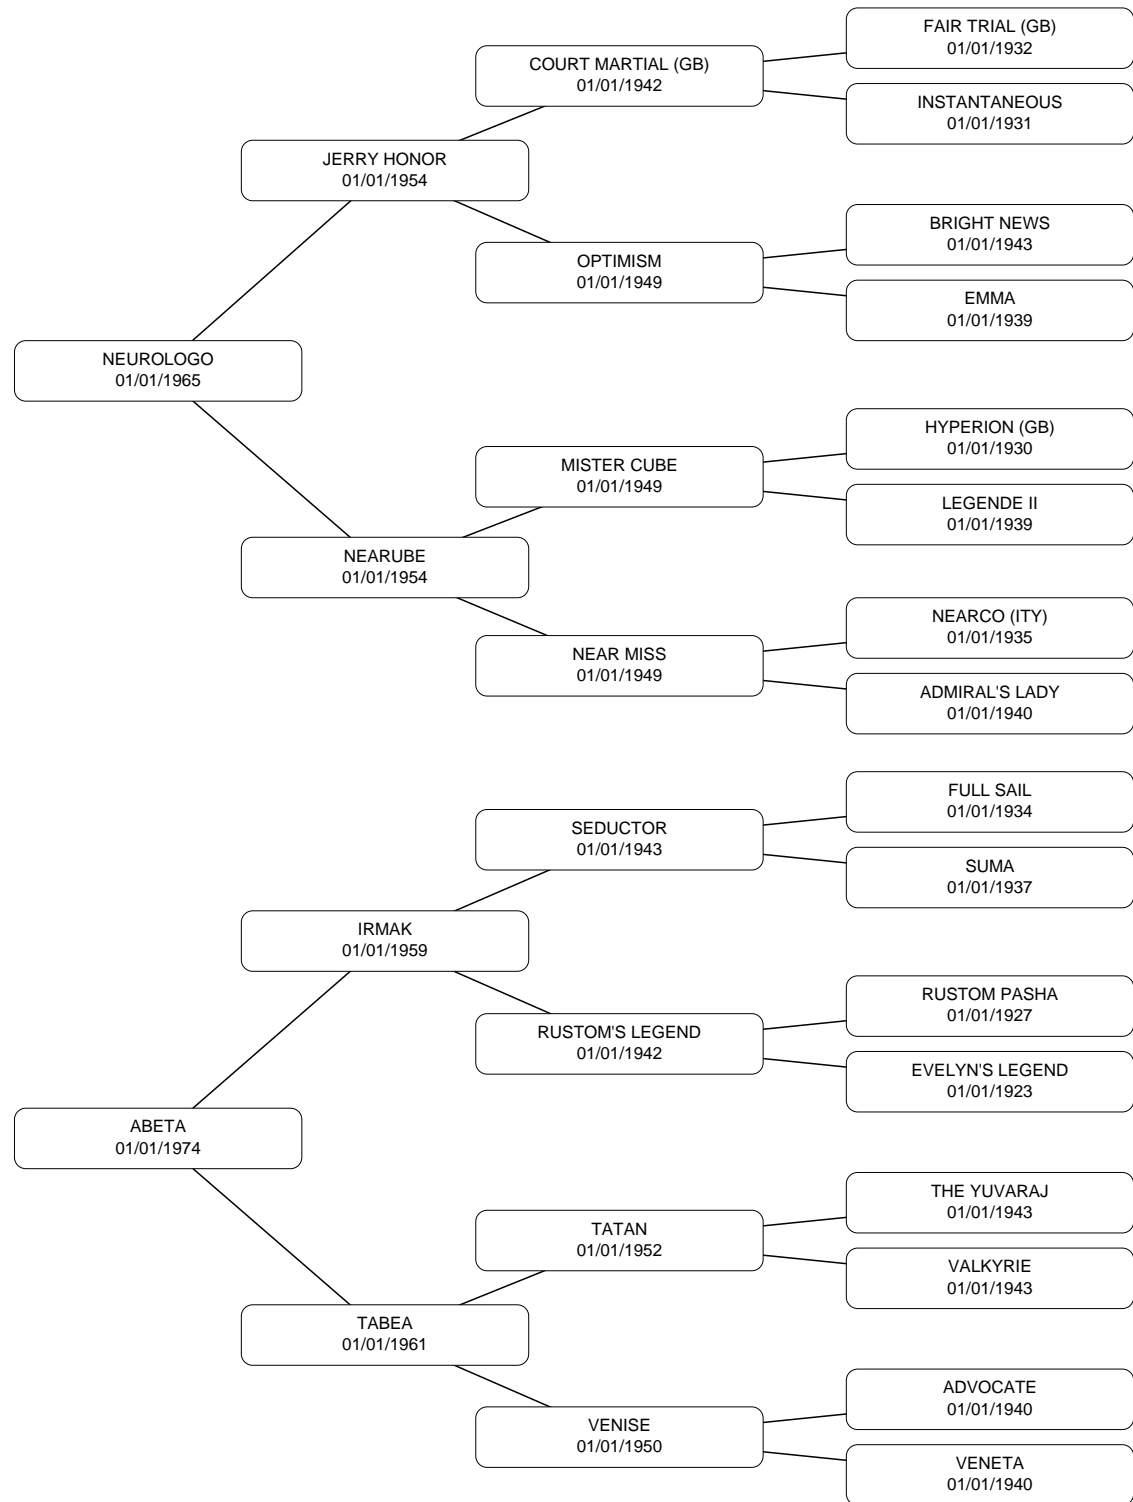 FAIR TRIAL (GB)
01/01/1932
COURT MARTIAL (GB)
01/01/1942
INSTANTANEOUS
01/01/1931
JERRY HONOR
01/01/1954
BRIGHT NEWS
01/01/1943
OPTIMISM
01/01/1949
EMMA
01/01/1939
NEUROLOGO
01/01/1965
HYPERION (GB)
01/01/1930
MISTER CUBE
01/01/1949
LEGENDE II
01/01/1939
NEARUBE
01/01/1954
NEARCO (ITY)
01/01/1935
NEAR MISS
01/01/1949
ADMIRAL'S LADY
01/01/1940
FULL SAIL
01/01/1934
SEDUCTOR
01/01/1943
SUMA
01/01/1937
IRMAK
01/01/1959
RUSTOM PASHA
01/01/1927
RUSTOM'S LEGEND
01/01/1942
EVELYN'S LEGEND
01/01/1923
ABETA
01/01/1974
THE YUVARAJ
01/01/1943
TATAN
01/01/1952
VALKYRIE
01/01/1943
TABEA
01/01/1961
ADVOCATE
01/01/1940
VENISE
01/01/1950
VENETA
01/01/1940